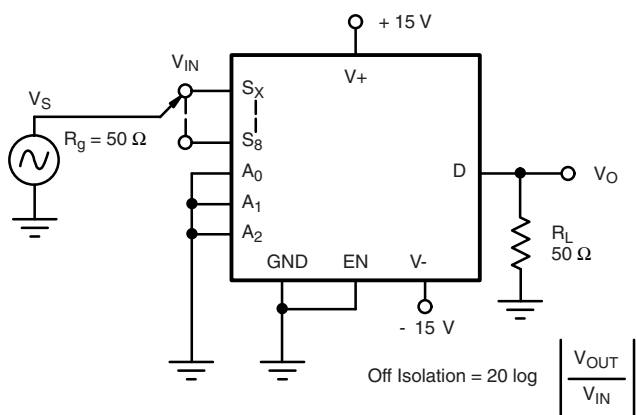 + 15 V
V+
V_IN
V_S
R_g = 50 Ω
S_X
S_8
A_0
A_1
A_2
D
V_O
R_L
50 Ω
GND EN V-
- 15 V
Off Isolation = 20 log | V_OUT / V_IN |